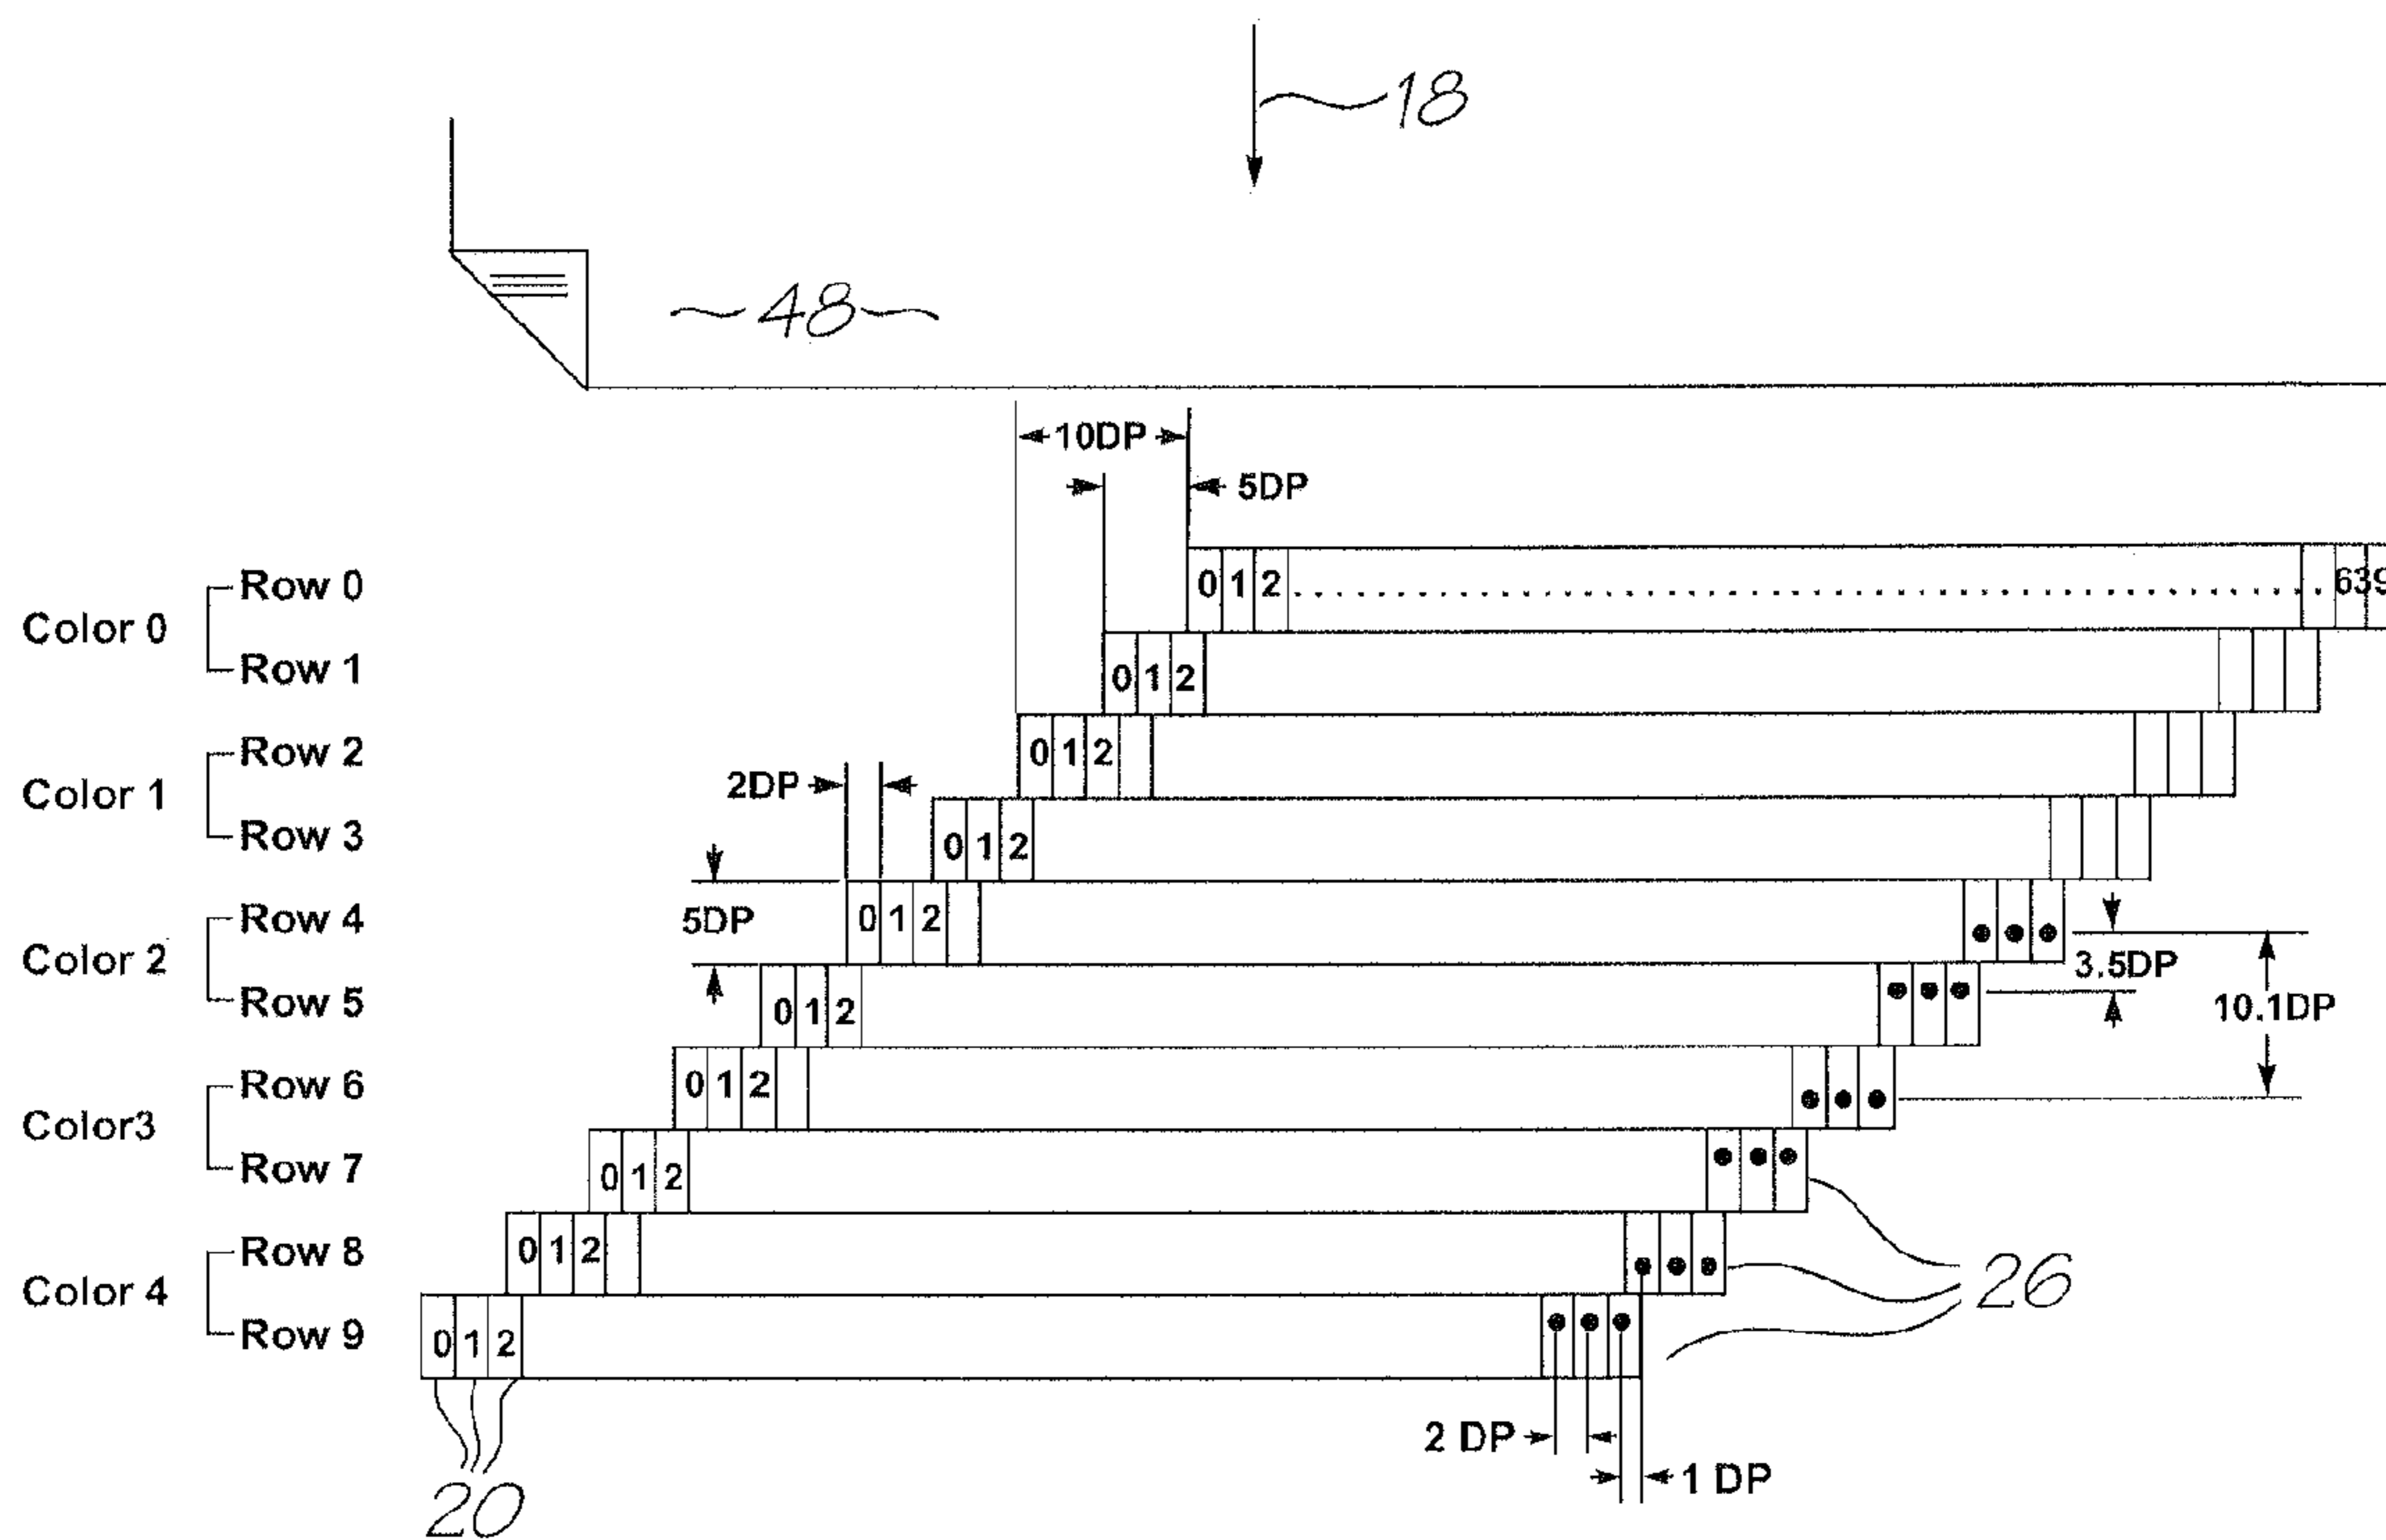 18
48
10DP
5DP
Color 0
Row 0
0 1 2
639
Row 1
0 1 2
Color 1
Row 2
0 1 2
2DP
Row 3
0 1 2
Color 2
Row 4
5DP
0 1 2
3.5DP
Row 5
0 1 2
10.1DP
Color3
Row 6
0 1 2
Row 7
0 1 2
Color 4
Row 8
0 1 2
26
Row 9
0 1 2
2 DP
1 DP
20